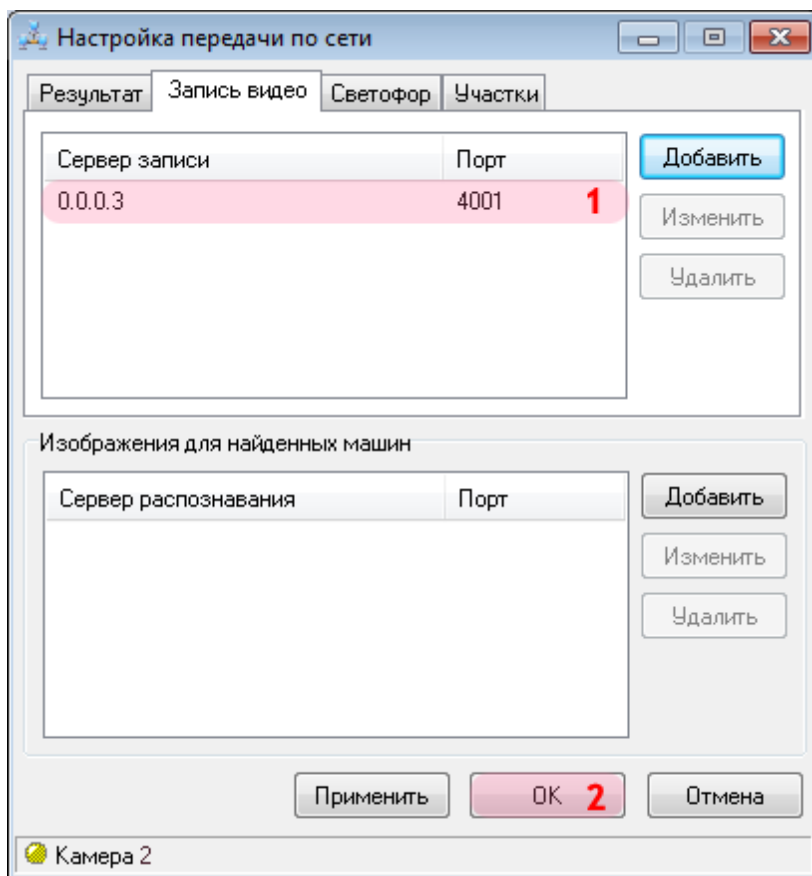 Настройка передачи по сети
Результат Запись видео Светофор Участки
Сервер записи Порт Добавить
0.0.0.3 4001 1
Изменить
Удалить
Изображения для найденных машин
Сервер распознавания Порт Добавить
Изменить
Удалить
Применить OK 2 Отмена
Камера 2